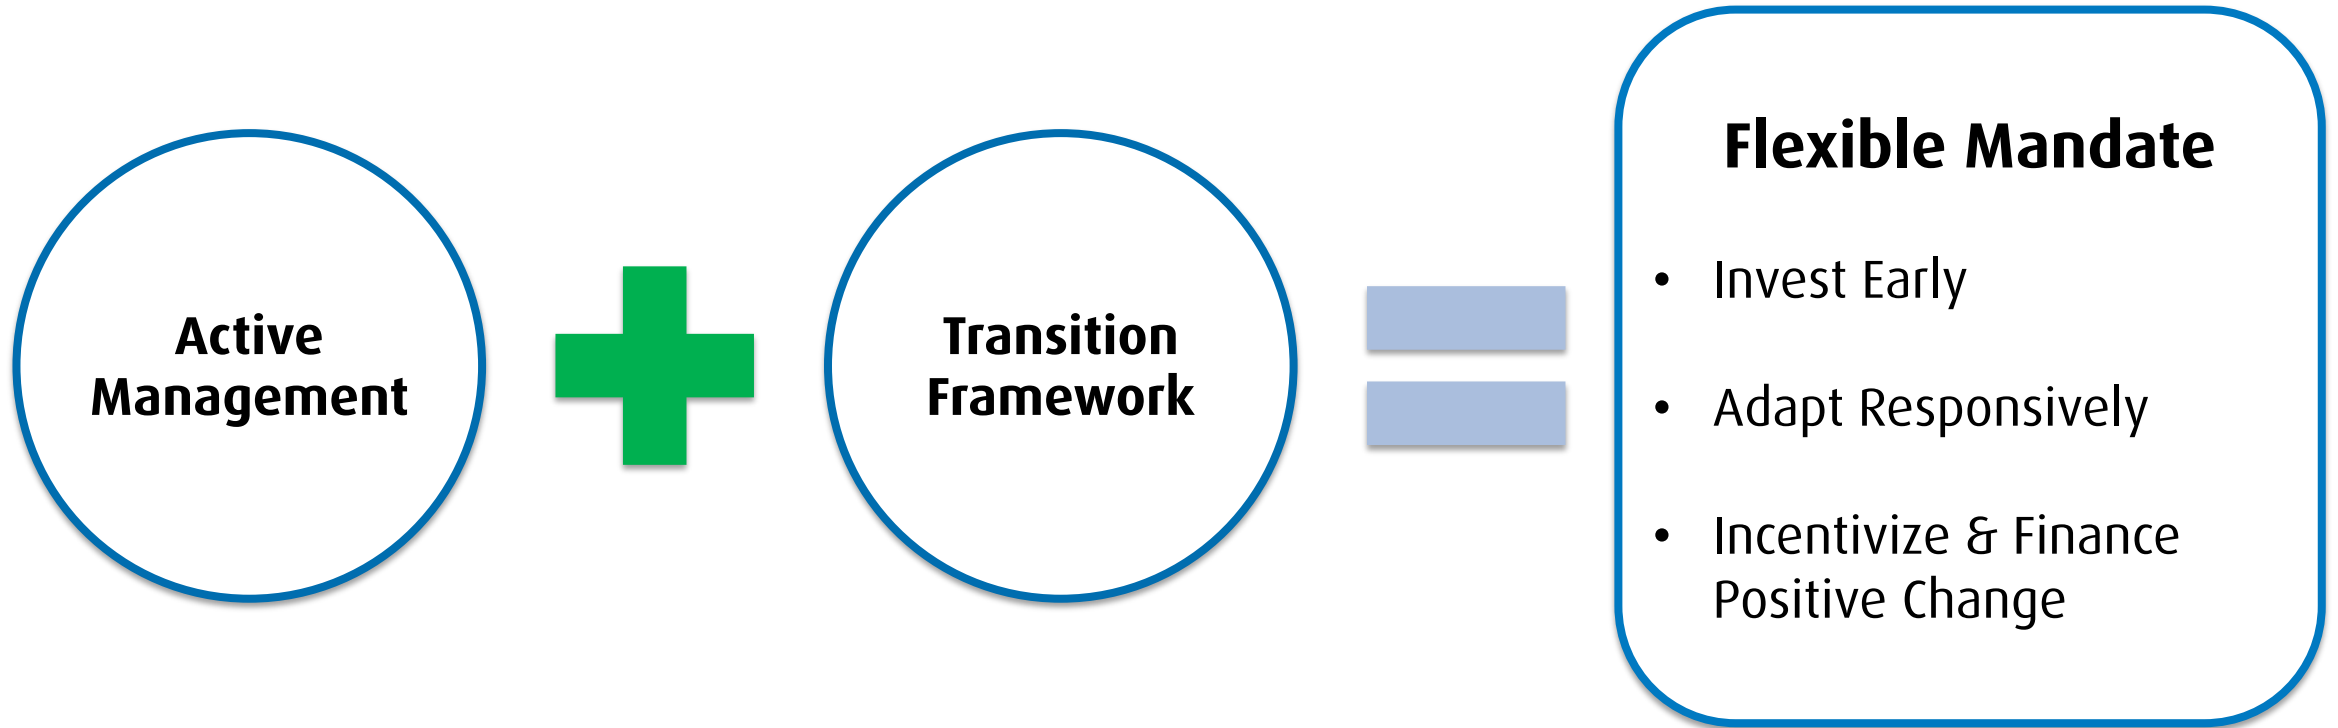 Active
Management
Transition
Framework
Flexible Mandate
• Invest Early
• Adapt Responsively
• Incentivize & Finance
Positive Change